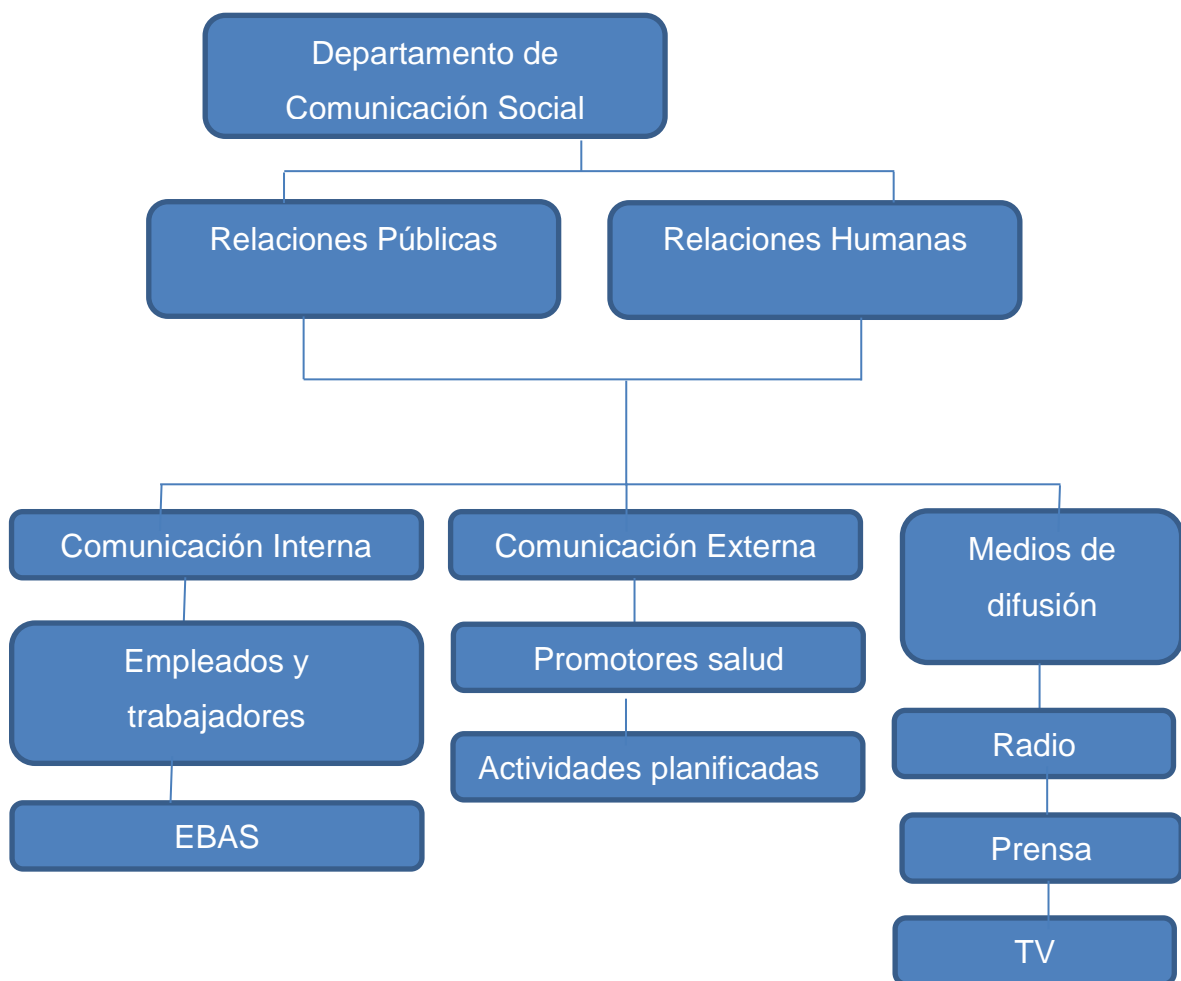 Departamento de
Comunicación Social
Relaciones Públicas
Relaciones Humanas
Comunicación Interna
Comunicación Externa
Medios de
difusión
Empleados y
trabajadores
Promotores salud
Radio
Actividades planificadas
EBAS
Prensa
TV